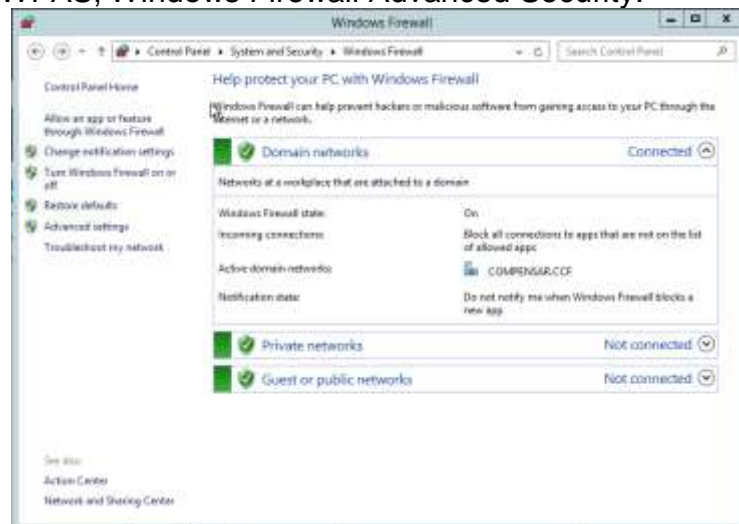 WFAS, Windows Firewall Advanced Security.
Windows Firewall
Control Panel
System and Security
Windows Firewall
Search Control Panel
Control Panel Home
Allow an app or feature
through Windows Firewall
Change notification settings
Turn Windows Firewall on or
off
Restore defaults
Advanced settings
Troubleshoot my network
See also
Action Center
Network and Sharing Center
Help protect your PC with Windows Firewall
Windows Firewall can help prevent hackers or malicious software from gaining access to your PC through the
Internet or a network.
Domain networks Connected
Networks at a workplace that are attached to a domain
Windows Firewall state: On
Incoming connections: Block all connections to apps that are not on the list
of allowed apps
Active domain networks: COMPENSAR.CCF
Notification state: Do not notify me when Windows Firewall blocks a
new app
Private networks Not connected
Guest or public networks Not connected